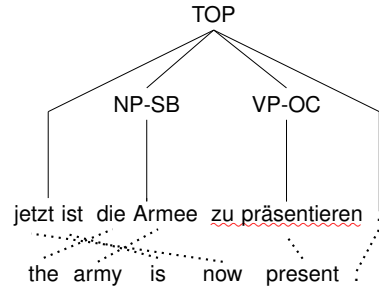 TOP
NP-SB VP-OC
jetzt ist die Armee zu präsentieren .
the army is now present .